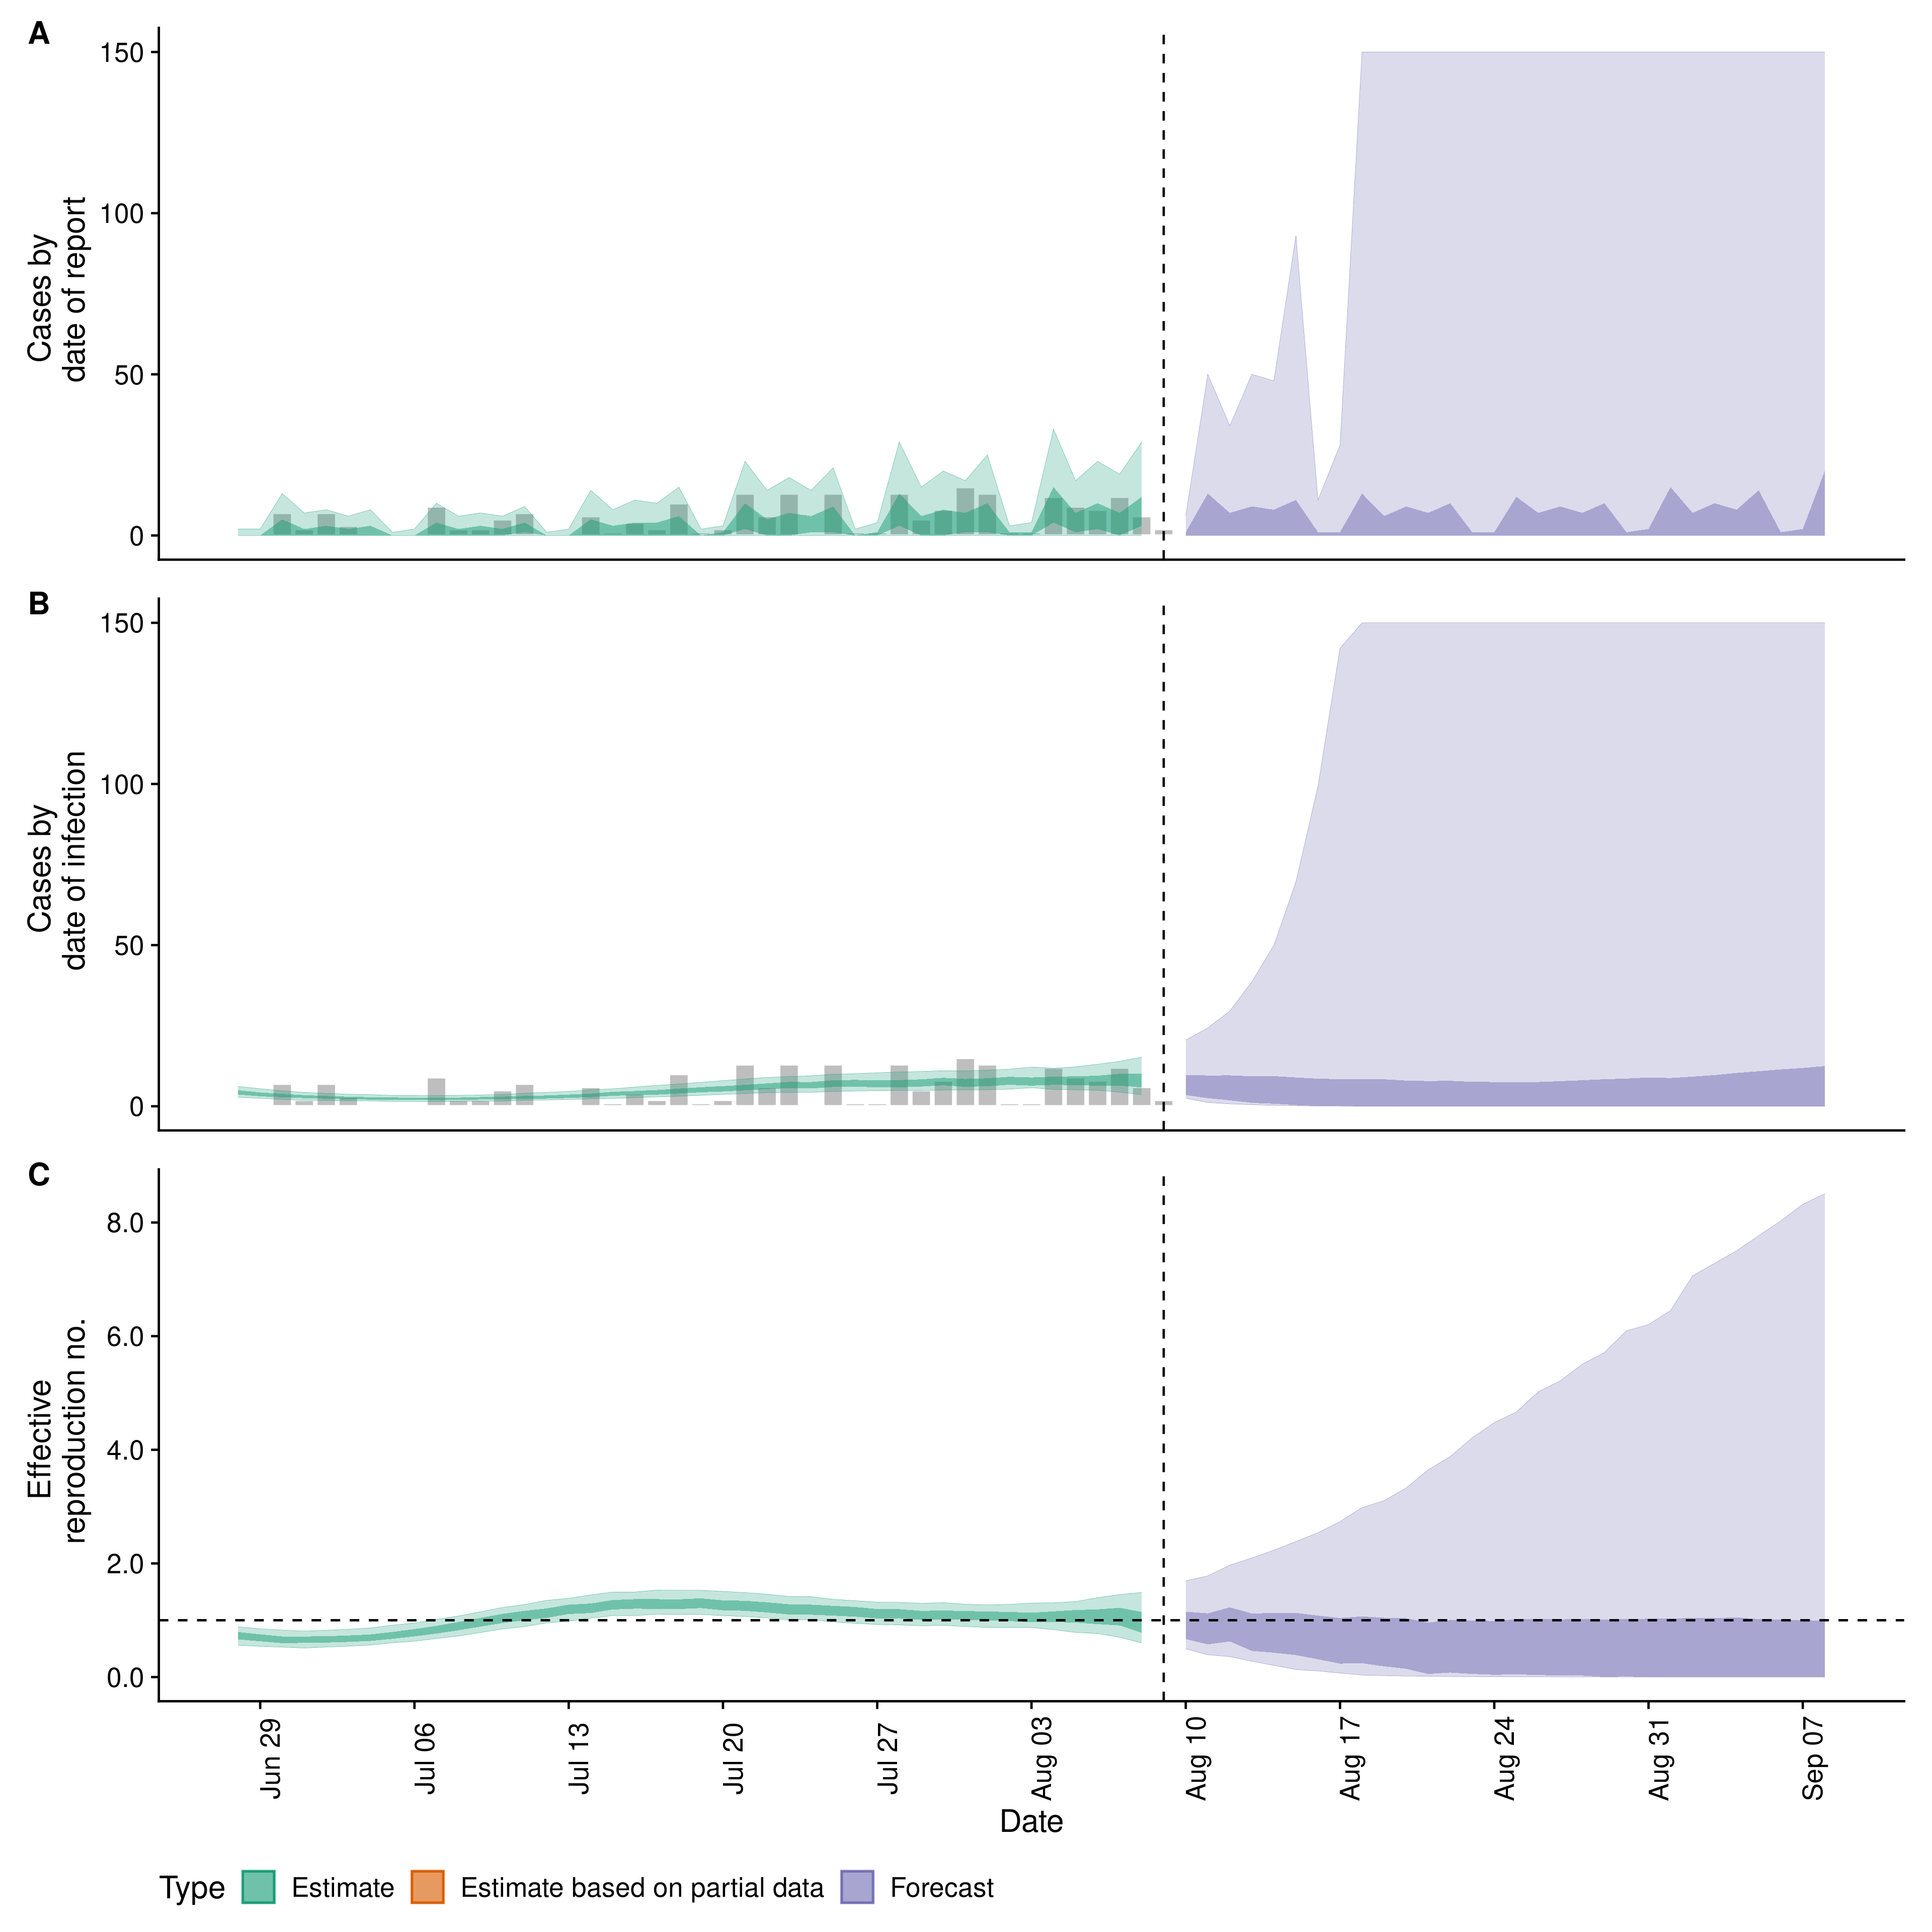 A
150
100
50
0
Cases by
date of report
B
150
100
50
0
Cases by
date of infection
C
8.0
6.0
4.0
2.0
0.0
Effective
reproduction no.
Jun 29
Jul 06
Jul 13
Jul 20
Jul 27
Aug 03
Aug 10
Aug 17
Aug 24
Aug 31
Sep 07
Date
Type Estimate Estimate based on partial data Forecast